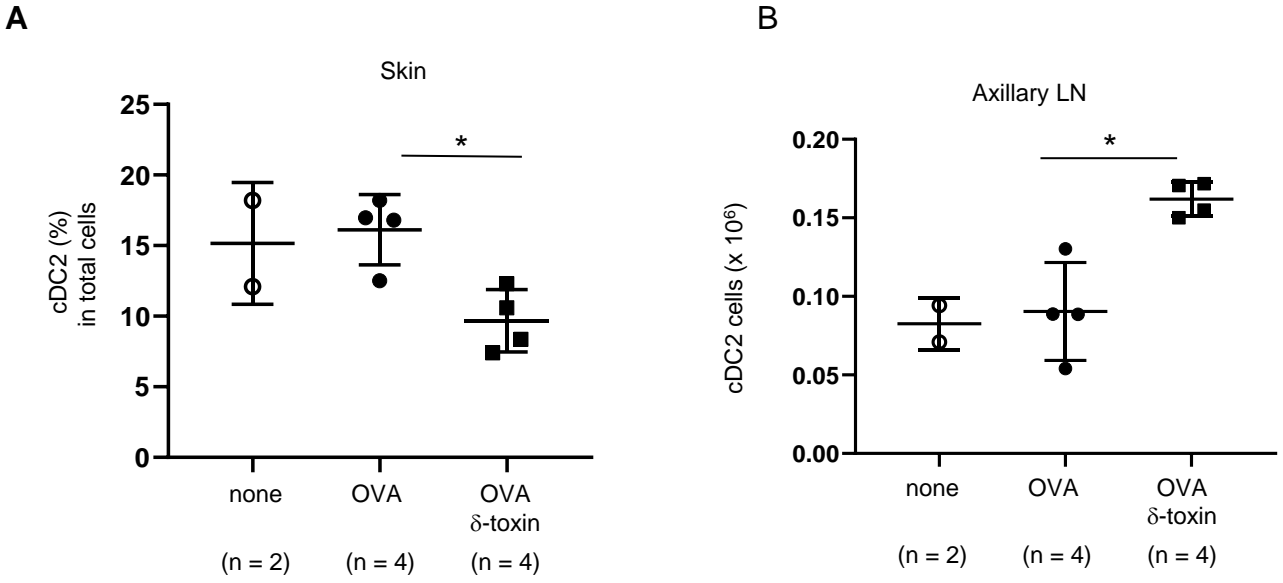 A
Skin
25
20
15
10
5
0
cDC2 (%)
in total cells
*
none
OVA
OVA
δ-toxin
(n = 2)
(n = 4)
(n = 4)
B
Axillary LN
0.20
0.15
0.10
0.05
0.00
cDC2 cells (x 10⁶)
*
none
OVA
OVA
δ-toxin
(n = 2)
(n = 4)
(n = 4)